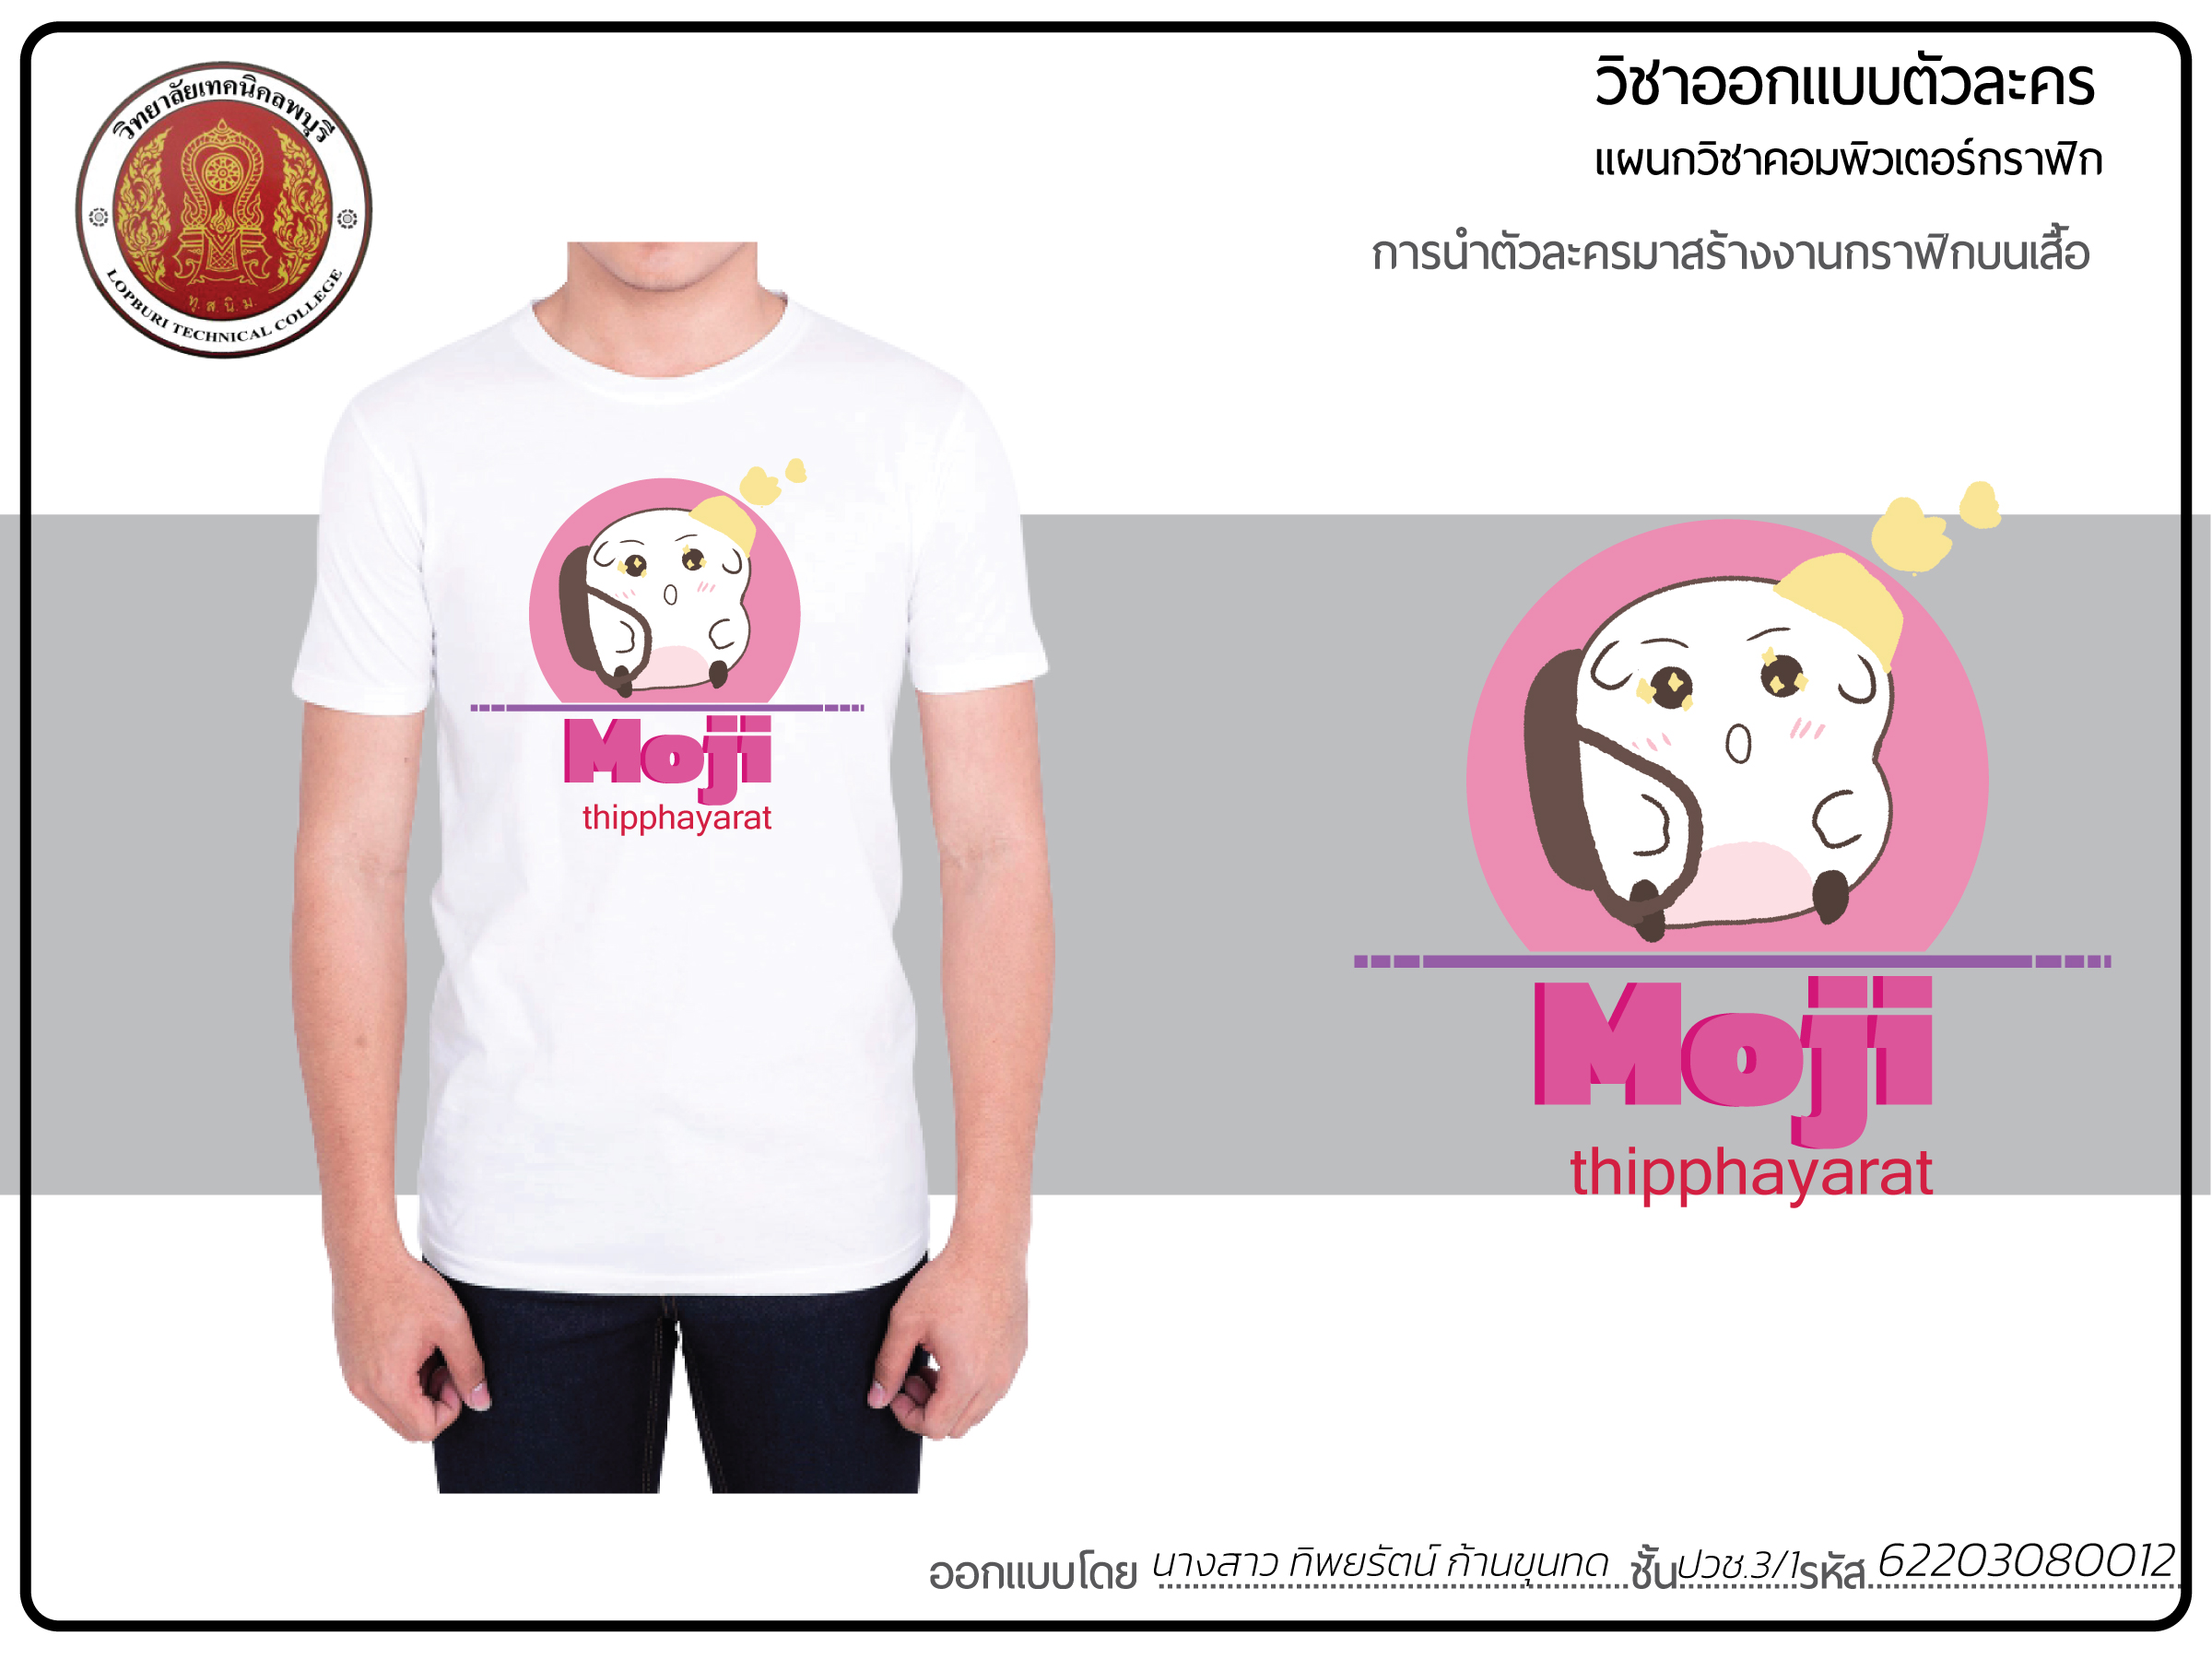 วิทยาลัยเทคนิคลพบุรี
ท. ส. นิ. ม.
LOPBURI TECHNICAL COLLEGE
วิชาออกแบบตัวละคร
แผนกวิชาคอมพิวเตอร์กราฟิก
การนำตัวละครมาสร้างงานกราฟิกบนเสื้อ
Moji
thipphayarat
Moji
thipphayarat
ออกแบบโดย นางสาว ทิพยรัตน์ ก้านขุนทด ชั้นปวช.3/1รหัส 62203080012